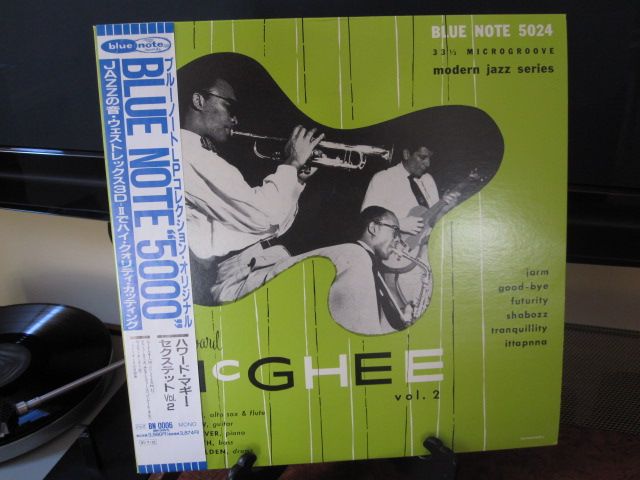 blue note
ブルーノートLPコレクション・オリジナル
BLUE NOTE "5000"
JAZZの音・ウェストレックス3D-IIでハイ・クォリティ・カッティング
ハワード・マギー
セクステット Vol. 2
BN 0006 MONO
BLUE NOTE 5024
33⅓ MICROGROOVE
modern jazz series
jarm
good-bye
futurity
shabozz
tranquillity
ittapnna
McGHEE
vol. 2
alto sax & flute
guitar
piano
bass
drums